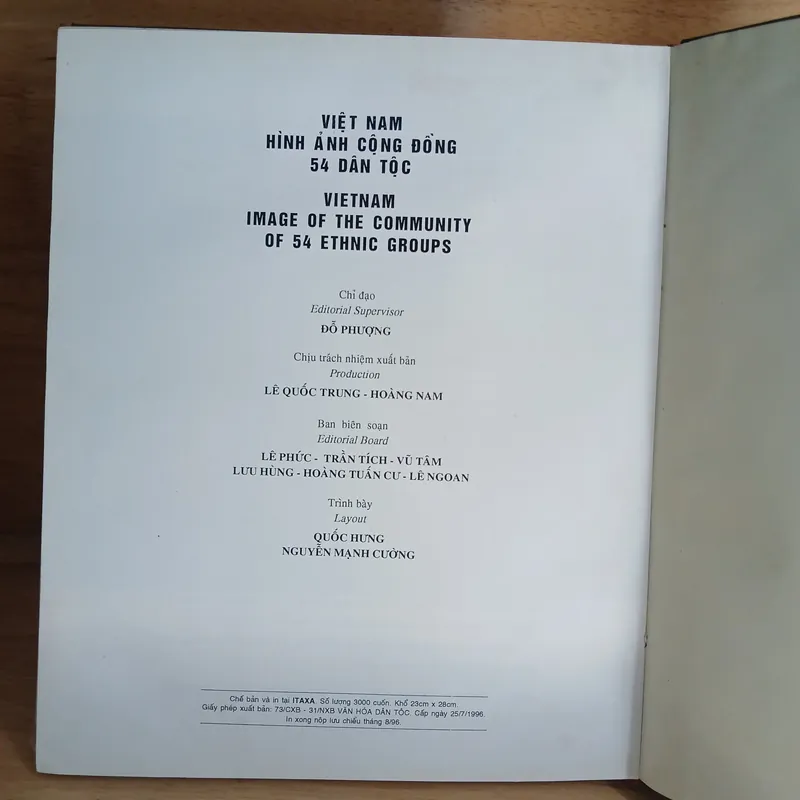 VIỆT NAM
HÌNH ẢNH CỘNG ĐỒNG
54 DÂN TỘC
VIETNAM
IMAGE OF THE COMMUNITY
OF 54 ETHNIC GROUPS
Chỉ đạo
Editorial Supervisor
ĐỖ PHƯỢNG
Chịu trách nhiệm xuất bản
Production
LÊ QUỐC TRUNG - HOÀNG NAM
Ban biên soạn
Editorial Board
LÊ PHỨC - TRẦN TÍCH - VŨ TÂM
LƯU HÙNG - HOÀNG TUẤN CƯ - LÊ NGOAN
Trình bày
Layout
QUỐC HƯNG
NGUYỄN MẠNH CƯỜNG
Chế bản và in tại ITAXA. Số lượng 3000 cuốn. Khổ 23cm x 28cm.
Giấy phép xuất bản: 73/CXB - 31/NXB VĂN HÓA DÂN TỘC. Cấp ngày 25/7/1996.
In xong nộp lưu chiểu tháng 8/96.